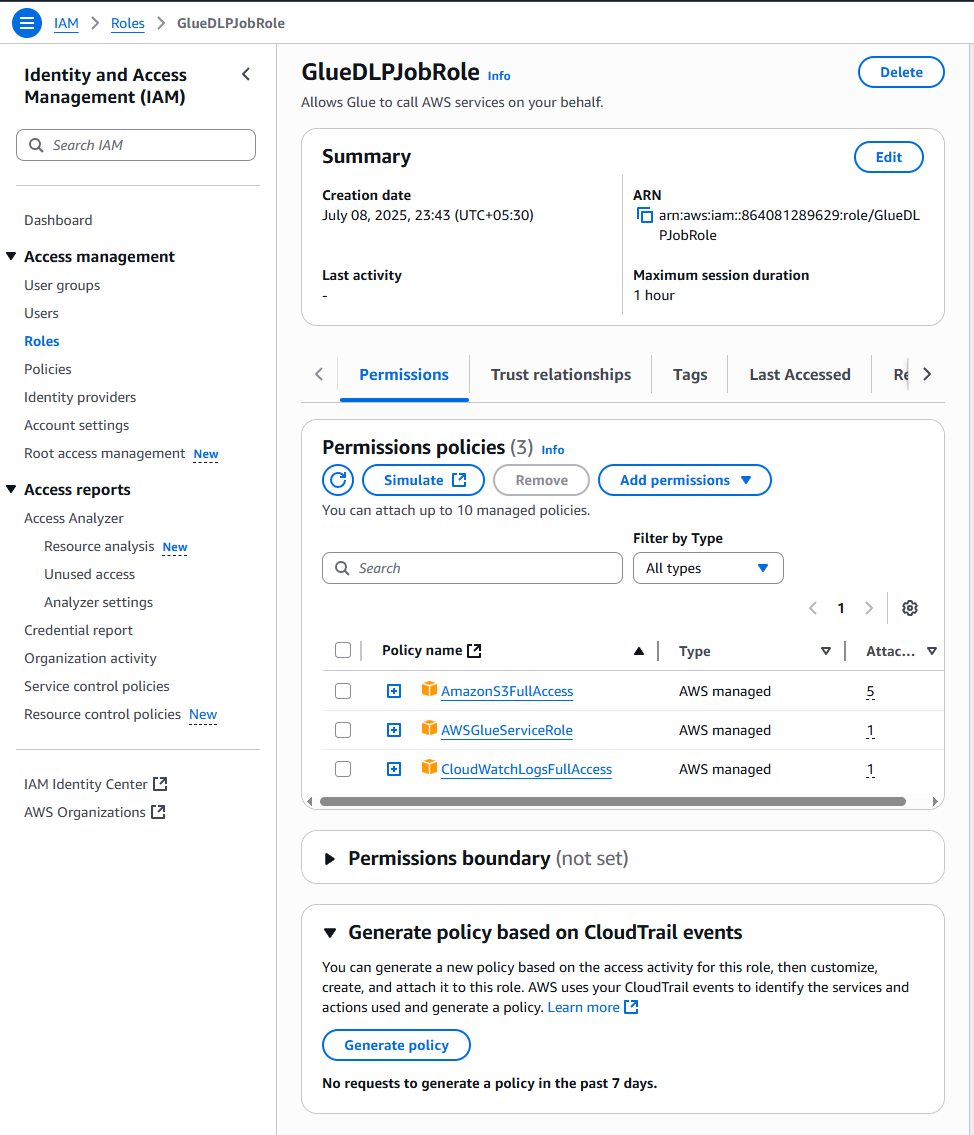 IAM > Roles > GlueDLPJobRole
Identity and Access
Management (IAM)
Search IAM
Dashboard
Access management
User groups
Users
Roles
Policies
Identity providers
Account settings
Root access management New
Access reports
Access Analyzer
Resource analysis New
Unused access
Analyzer settings
Credential report
Organization activity
Service control policies
Resource control policies New
IAM Identity Center
AWS Organizations
GlueDLPJobRole Info
Delete
Allows Glue to call AWS services on your behalf.
Summary
Edit
Creation date
July 08, 2025, 23:43 (UTC+05:30)
ARN
arn:aws:iam::864081289629:role/GlueDL
PJobRole
Last activity
-
Maximum session duration
1 hour
Permissions Trust relationships Tags Last Accessed Re
Permissions policies (3) Info
Simulate Remove Add permissions
You can attach up to 10 managed policies.
Filter by Type
Search All types
1
Policy name Type Attac...
AmazonS3FullAccess AWS managed 5
AWSGlueServiceRole AWS managed 1
CloudWatchLogsFullAccess AWS managed 1
Permissions boundary (not set)
Generate policy based on CloudTrail events
You can generate a new policy based on the access activity for this role, then customize,
create, and attach it to this role. AWS uses your CloudTrail events to identify the services and
actions used and generate a policy. Learn more
Generate policy
No requests to generate a policy in the past 7 days.